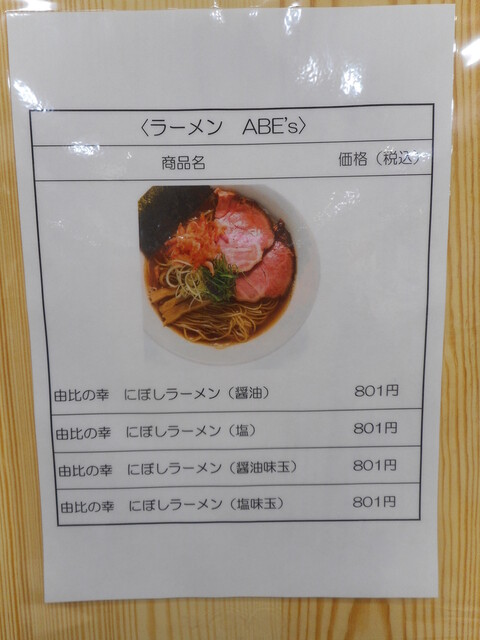 〈ラーメン　ABE's〉
商品名　価格（税込）
由比の幸　にぼしラーメン（醤油）　801円
由比の幸　にぼしラーメン（塩）　801円
由比の幸　にぼしラーメン（醤油味玉）　801円
由比の幸　にぼしラーメン（塩味玉）　801円